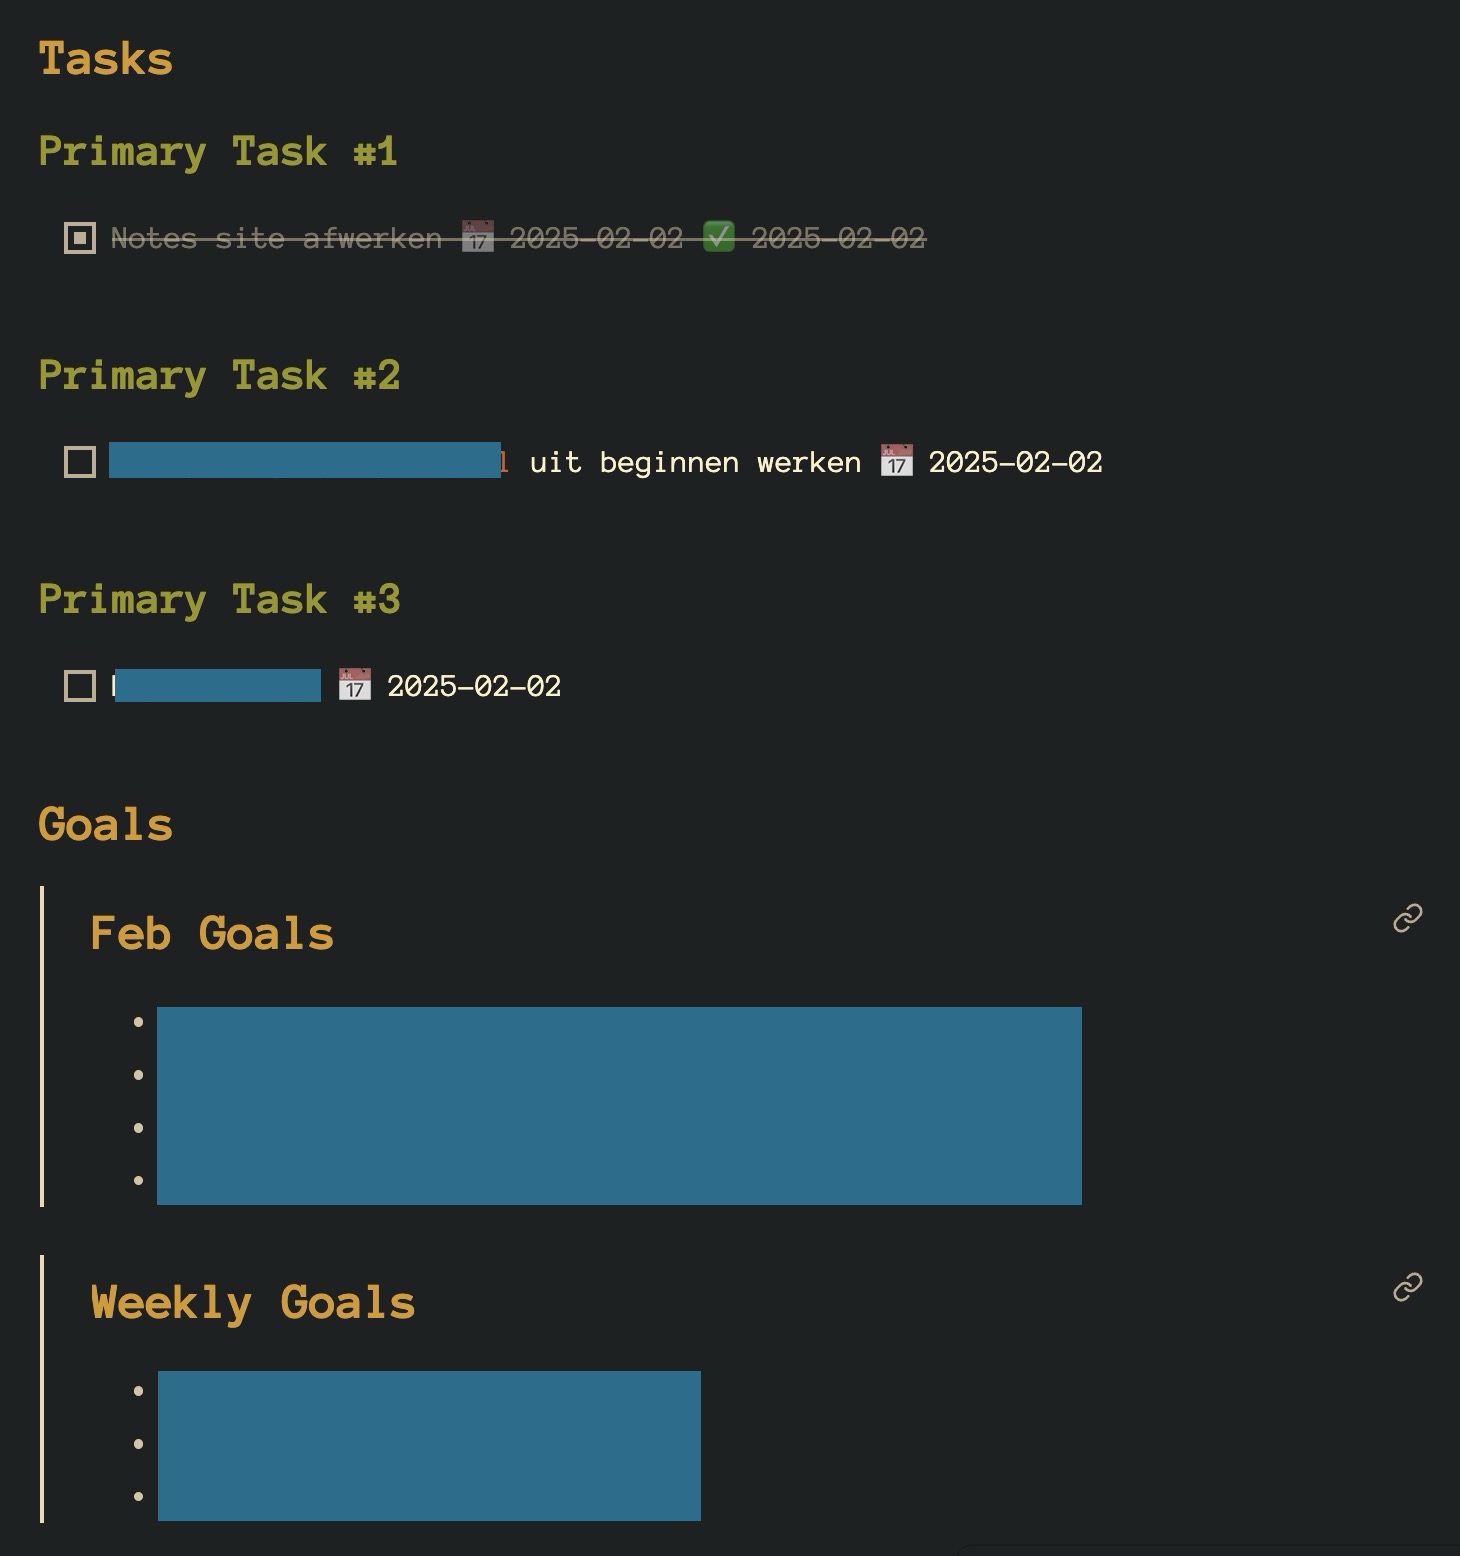 Tasks
Primary Task #1
Notes site afwerken 📅 2025-02-02 ✅ 2025-02-02
Primary Task #2
uit beginnen werken 📅 2025-02-02
Primary Task #3
📅 2025-02-02
Goals
Feb Goals
Weekly Goals